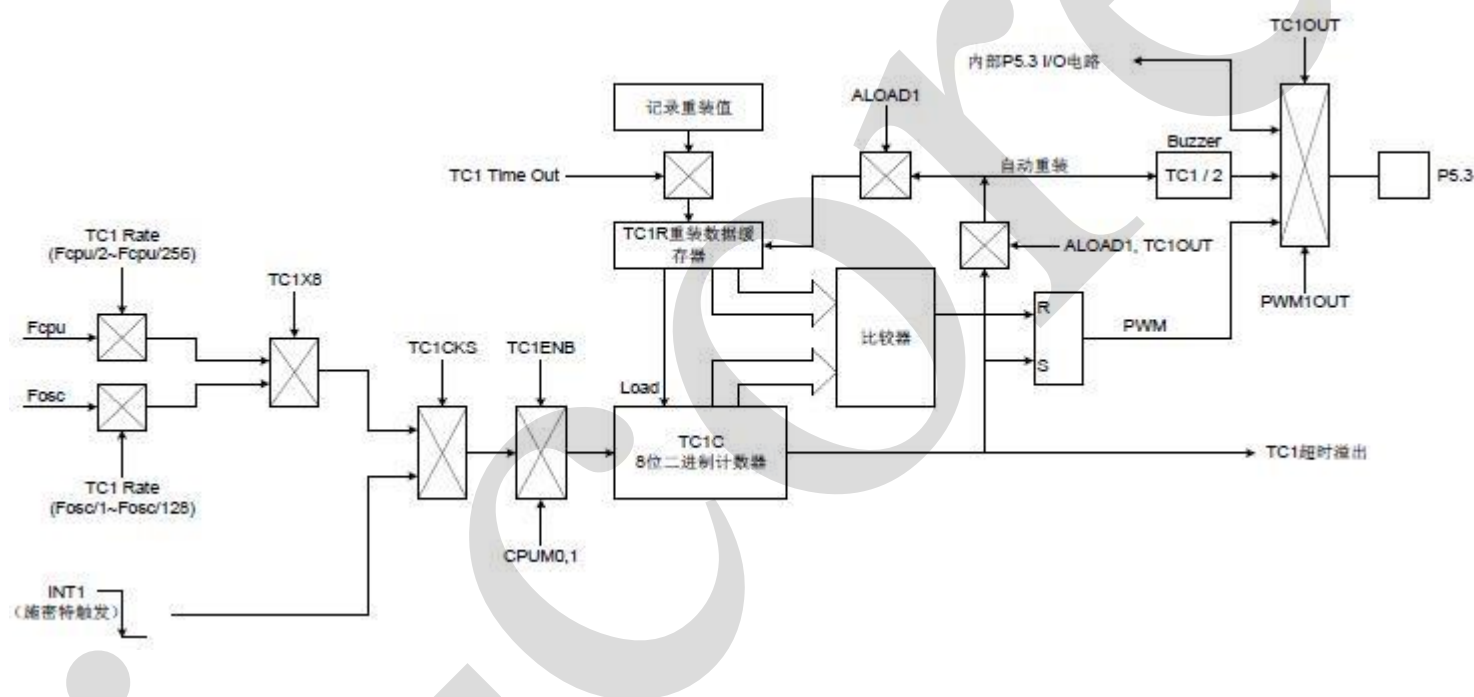 TC1OUT
内部P5.3 I/O电路
ALOAD1
记录重装值
Buzzer
自动重装
TC1 / 2
P5.3
TC1 Time Out
TC1R重装数据缓
存器
ALOAD1, TC1OUT
TC1 Rate
(Fcpu/2~Fcpu/256)
TC1X8
PWM1OUT
R
Fcpu
比较器
PWM
TC1CKS
TC1ENB
S
Fosc
Load
TC1C
8位二进制计数器
TC1超时溢出
TC1 Rate
(Fosc/1~Fosc/128)
CPUM0,1
INT1
（施密特触发）